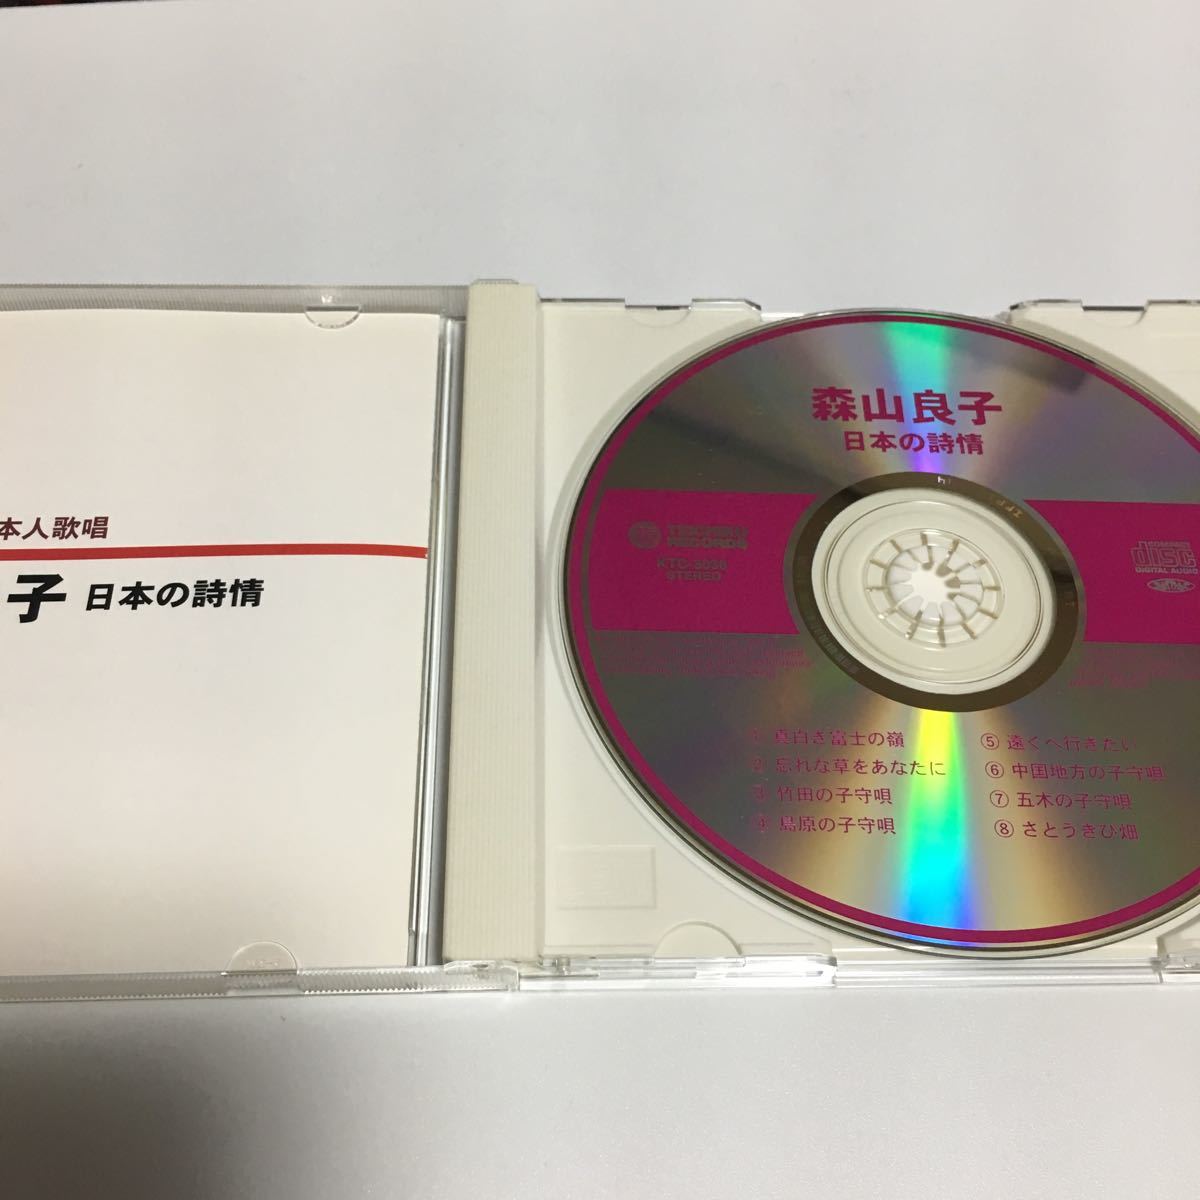 本人歌唱
子 日本の詩情
森山良子
日本の詩情
TEICHIKU
RECORDS
STEREO
COMPACT
disc
DIGITAL AUDIO
① 真白き富士の嶺
② 忘れな草をあなたに
③ 竹田の子守唄
④ 島原の子守唄
⑤ 遠くへ行きたい
⑥ 中国地方の子守唄
⑦ 五木の子守唄
⑧ さとうきび畑